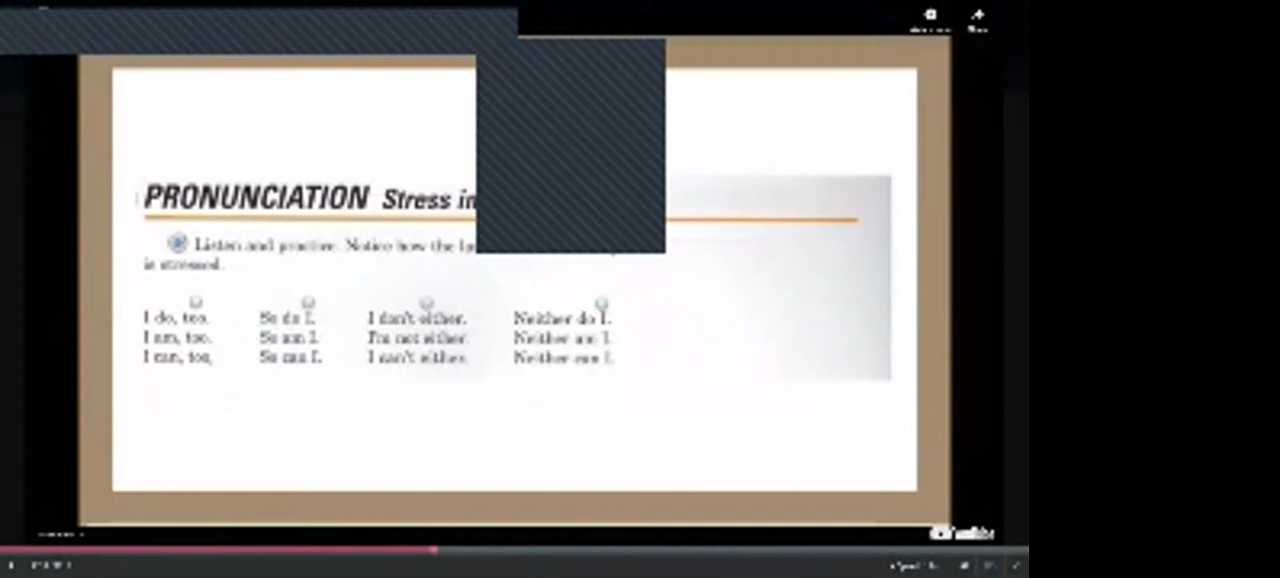 PRONUNCIATION Stress in
Listen and practice. Notice how the
is stressed.
I do, too. So do I. I don't either. Neither do I.
I am, too. So am I. I'm not either. Neither am I.
I can, too. So can I. I can't either. Neither can I.
YouTube